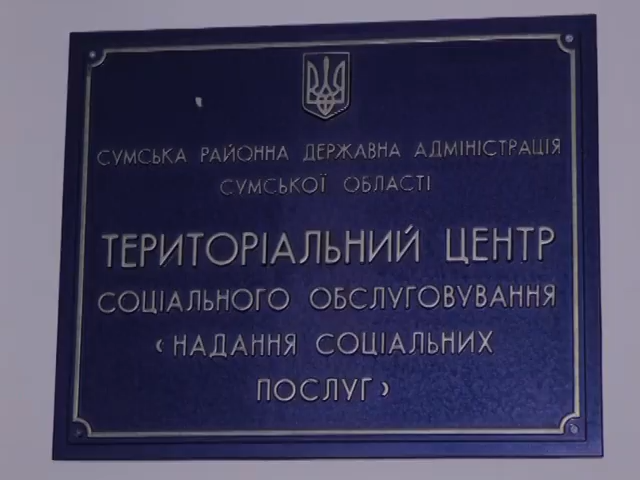 СУМСЬКА РАЙОННА ДЕРЖАВНА АДМІНІСТРАЦІЯ
СУМСЬКОЇ ОБЛАСТІ
ТЕРИТОРІАЛЬНИЙ ЦЕНТР
СОЦІАЛЬНОГО ОБСЛУГОВУВАННЯ
‹ НАДАННЯ СОЦІАЛЬНИХ
ПОСЛУГ ›